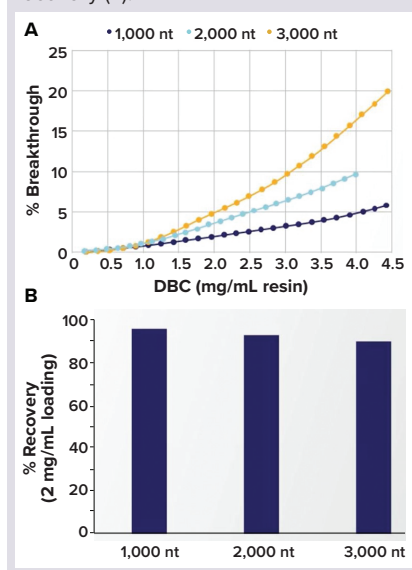 A
1,000 nt 2,000 nt 3,000 nt
25
20
15
10
5
0
% Breakthrough
0 0.5 1.0 1.5 2.0 2.5 3.0 3.5 4.0 4.5
DBC (mg/mL resin)
B
100
80
60
40
20
0
% Recovery
(2 mg/mL loading)
1,000 nt 2,000 nt 3,000 nt